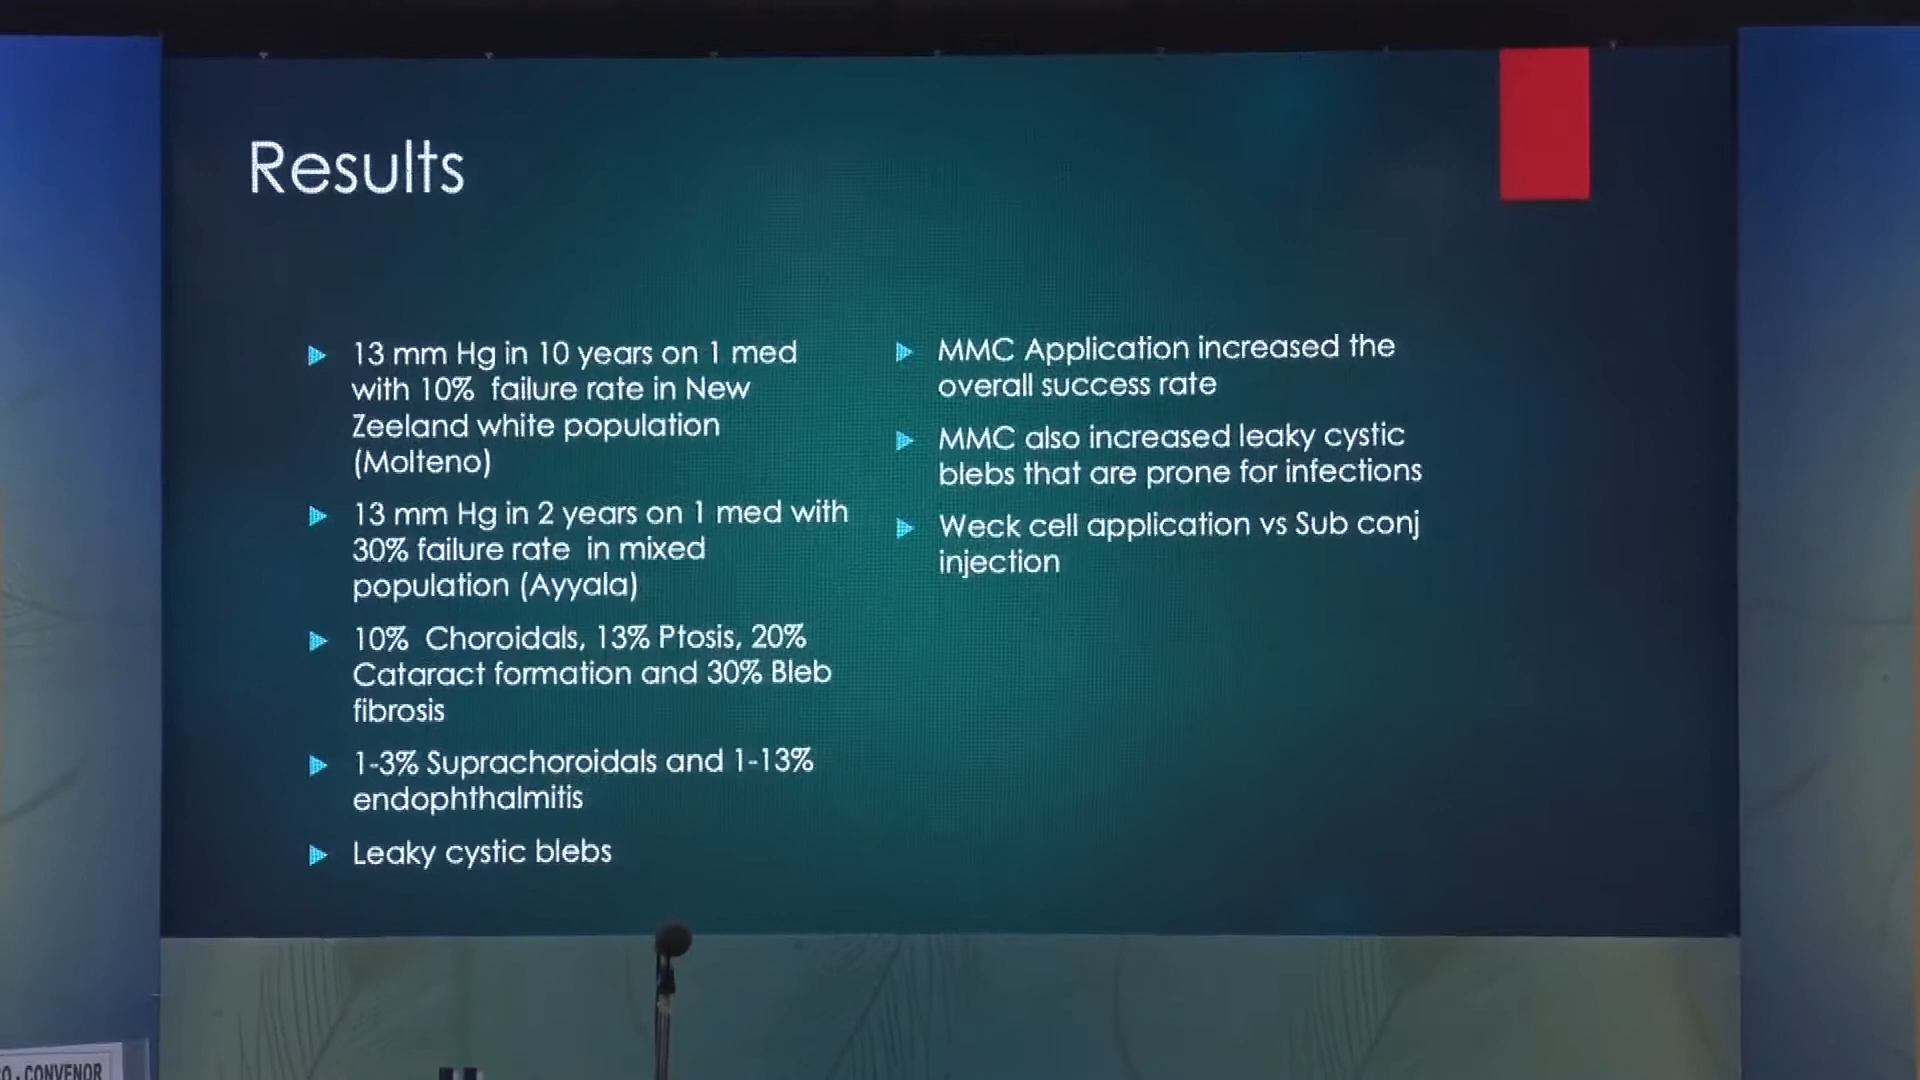 Results
13 mm Hg in 10 years on 1 med
with 10% failure rate in New
Zeeland white population
(Molteno)
13 mm Hg in 2 years on 1 med with
30% failure rate in mixed
population (Ayyala)
10% Choroidals, 13% Ptosis, 20%
Cataract formation and 30% Bleb
fibrosis
1-3% Suprachoroidals and 1-13%
endophthalmitis
Leaky cystic blebs
MMC Application increased the
overall success rate
MMC also increased leaky cystic
blebs that are prone for infections
Weck cell application vs Sub conj
injection
O - CONVENOR